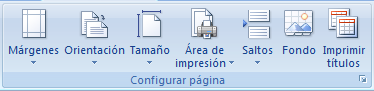 Márgenes Orientación Tamaño Área de impresión Saltos Fondo Imprimir títulos
Configurar página